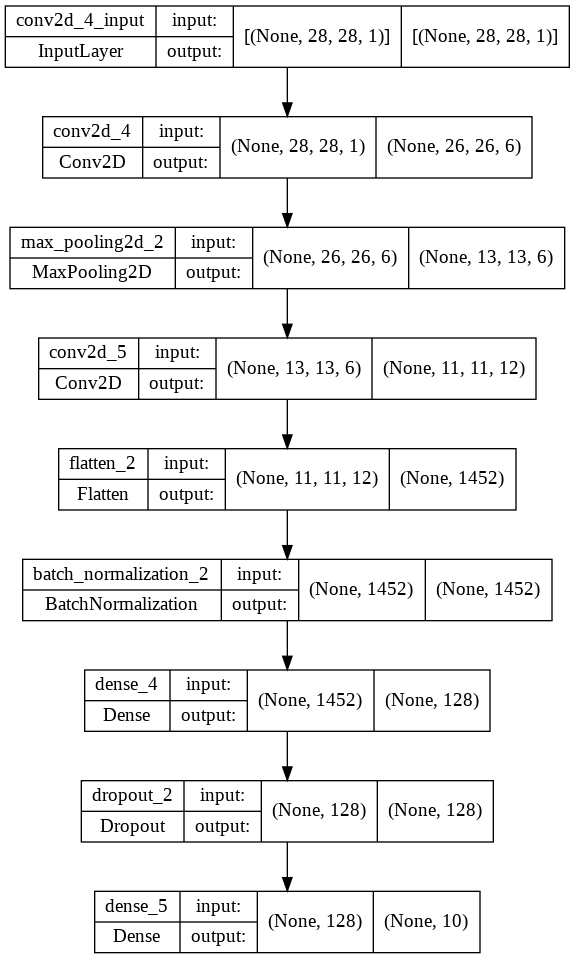 conv2d_4_input input: [(None, 28, 28, 1)] [(None, 28, 28, 1)]
InputLayer output:
conv2d_4 input: (None, 28, 28, 1) (None, 26, 26, 6)
Conv2D output:
max_pooling2d_2 input: (None, 26, 26, 6) (None, 13, 13, 6)
MaxPooling2D output:
conv2d_5 input: (None, 13, 13, 6) (None, 11, 11, 12)
Conv2D output:
flatten_2 input: (None, 11, 11, 12) (None, 1452)
Flatten output:
batch_normalization_2 input: (None, 1452) (None, 1452)
BatchNormalization output:
dense_4 input: (None, 1452) (None, 128)
Dense output:
dropout_2 input: (None, 128) (None, 128)
Dropout output:
dense_5 input: (None, 128) (None, 10)
Dense output: